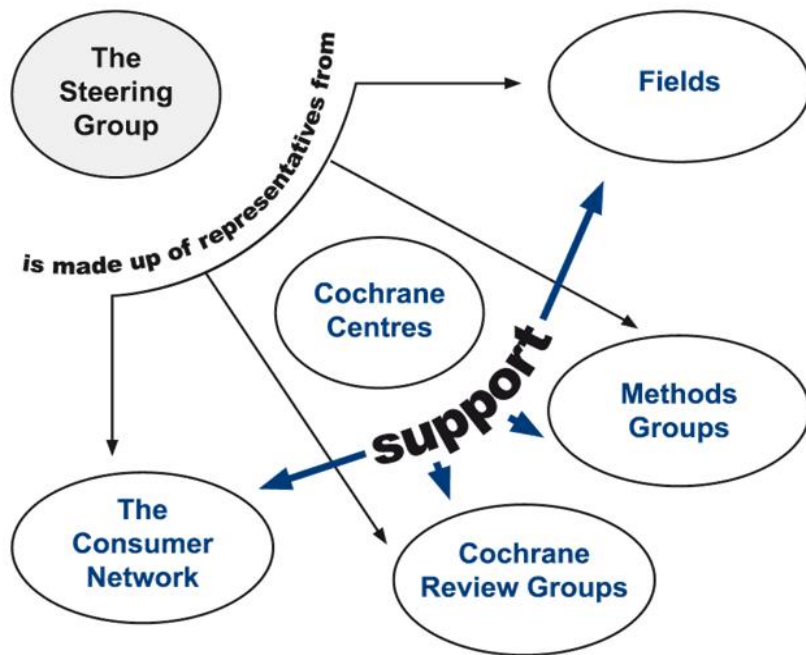 The
Steering
Group
is made up of representatives from
Fields
Cochrane
Centres
support
Methods
Groups
The
Consumer
Network
Cochrane
Review Groups